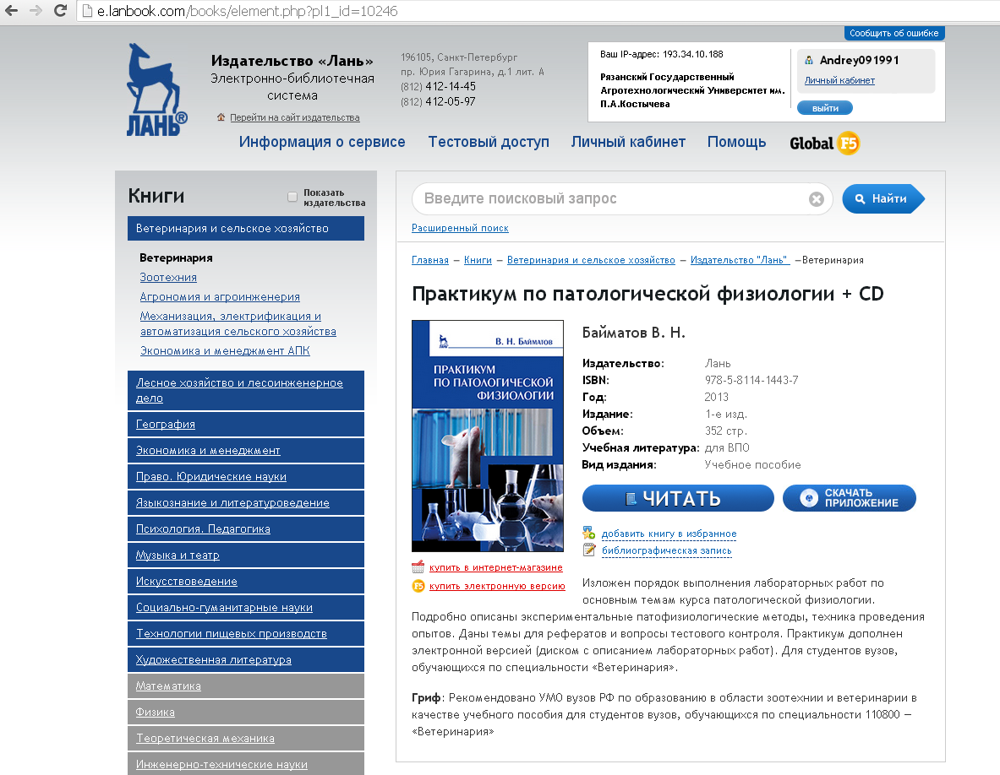 e.lanbook.com/books/element.php?pl1_id=10246
Сообщить об ошибке
ЛАНЬ®
Издательство «Лань»
Электронно-библиотечная
система
Перейти на сайт издательства
196105, Санкт-Петербург
пр. Юрия Гагарина, д.1 лит. А
(812) 412-14-45
(812) 412-05-97
Ваш IP-адрес: 193.34.10.188
Рязанский Государственный
Агротехнологический Университет им.
П.А.Костычева
Andrey091991
Личный кабинет
выйти
Информация о сервисе Тестовый доступ Личный кабинет Помощь Global F5
Книги
Показать
издательства
Ветеринария и сельское хозяйство
Ветеринария
Зоотехния
Агрономия и агроинженерия
Механизация, электрификация и
автоматизация сельского хозяйства
Экономика и менеджмент АПК
Лесное хозяйство и лесоинженерное
дело
География
Экономика и менеджмент
Право. Юридические науки
Языкознание и литературоведение
Психология. Педагогика
Музыка и театр
Искусствоведение
Социально-гуманитарные науки
Технологии пищевых производств
Художественная литература
Математика
Физика
Теоретическая механика
Инженерно-технические науки
Введите поисковый запрос
Найти
Расширенный поиск
Главная — Книги — Ветеринария и сельское хозяйство — Издательство "Лань" —Ветеринария
Практикум по патологической физиологии + CD
В. Н. Байматов
ПРАКТИКУМ
ПО ПАТОЛОГИЧЕСКОЙ
ФИЗИОЛОГИИ
купить в интернет-магазине
F5 купить электронную версию
Байматов В. Н.
Издательство: Лань
ISBN: 978-5-8114-1443-7
Год: 2013
Издание: 1-е изд.
Объем: 352 стр.
Учебная литература: для ВПО
Вид издания: Учебное пособие
ЧИТАТЬ
СКАЧАТЬ
ПРИЛОЖЕНИЕ
добавить книгу в избранное
библиографическая запись
Изложен порядок выполнения лабораторных работ по
основным темам курса патологической физиологии.
Подробно описаны экспериментальные патофизиологические методы, техника проведения
опытов. Даны темы для рефератов и вопросы тестового контроля. Практикум дополнен
электронной версией (диском с описанием лабораторных работ). Для студентов вузов,
обучающихся по специальности «Ветеринария».
Гриф: Рекомендовано УМО вузов РФ по образованию в области зоотехнии и ветеринарии в
качестве учебного пособия для студентов вузов, обучающихся по специальности 110800 —
«Ветеринария»